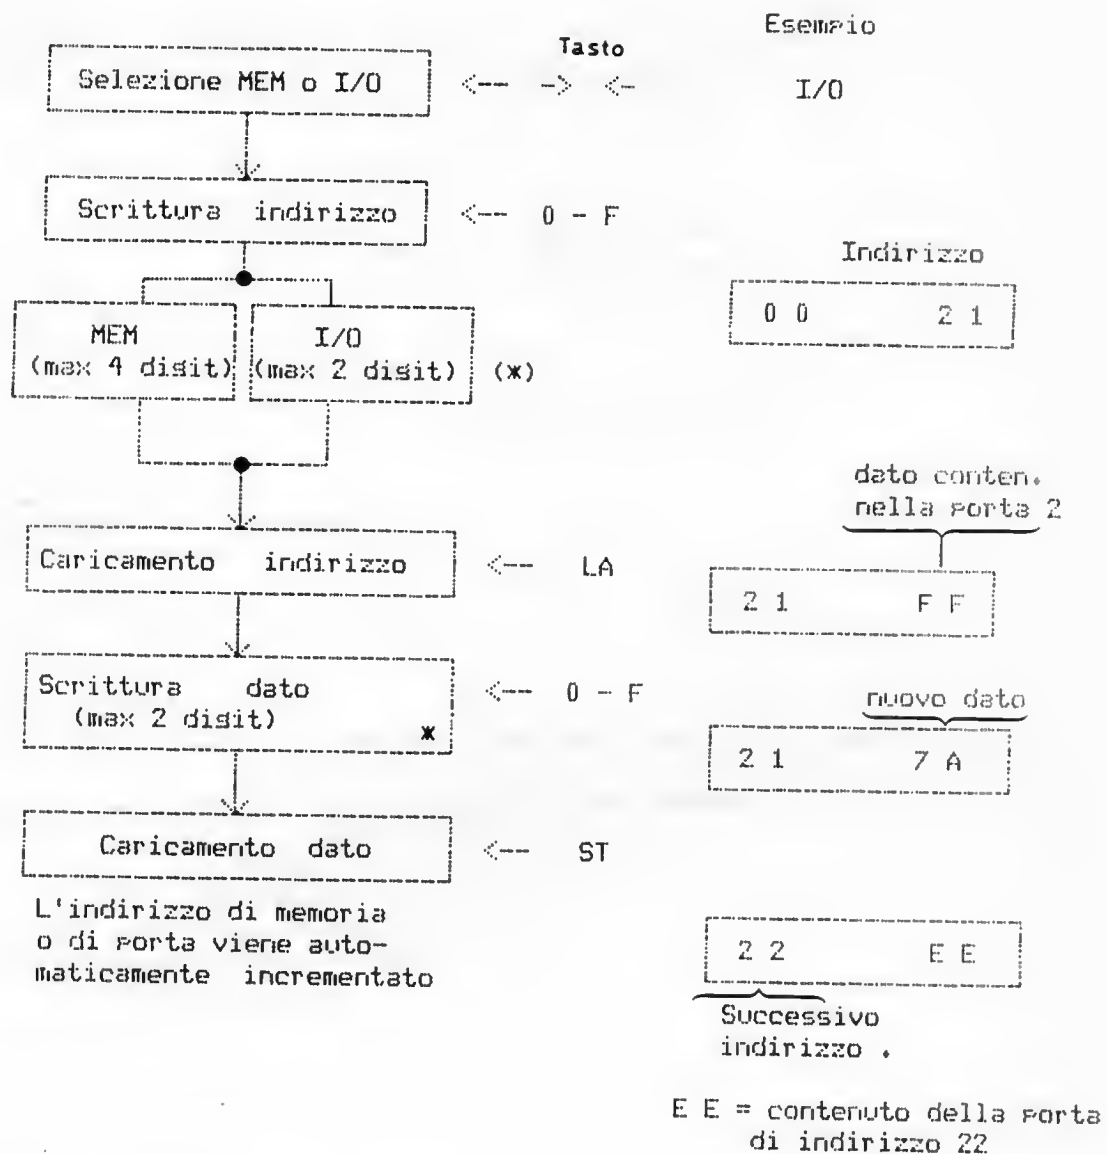 Esempio
Tasto
Selezione MEM o I/O <-- -> <- I/O
Scrittura indirizzo <-- 0 - F
Indirizzo
0 0 2 1
MEM I/O
(max 4 digit) (max 2 digit) (*)
dato conten.
nella porta 2
Caricamento indirizzo <-- LA
2 1 F F
Scrittura dato <-- 0 - F
(max 2 digit) *
nuovo dato
2 1 7 A
Caricamento dato <-- ST
L'indirizzo di memoria
o di porta viene auto-
maticamente incrementato
2 2 E E
Successivo
indirizzo .
E E = contenuto della porta
di indirizzo 22